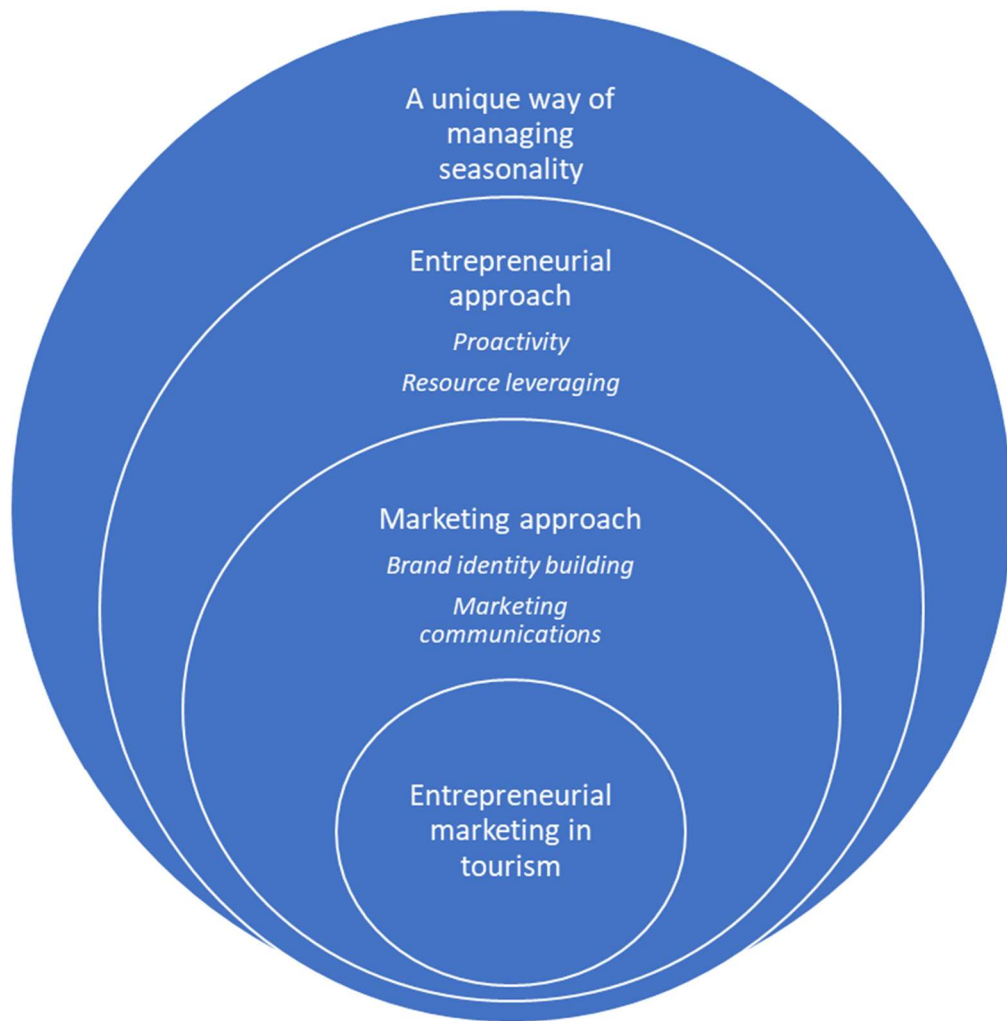 A unique way of
managing
seasonality
Entrepreneurial
approach
Proactivity
Resource leveraging
Marketing approach
Brand identity building
Marketing
communications
Entrepreneurial
marketing in
tourism